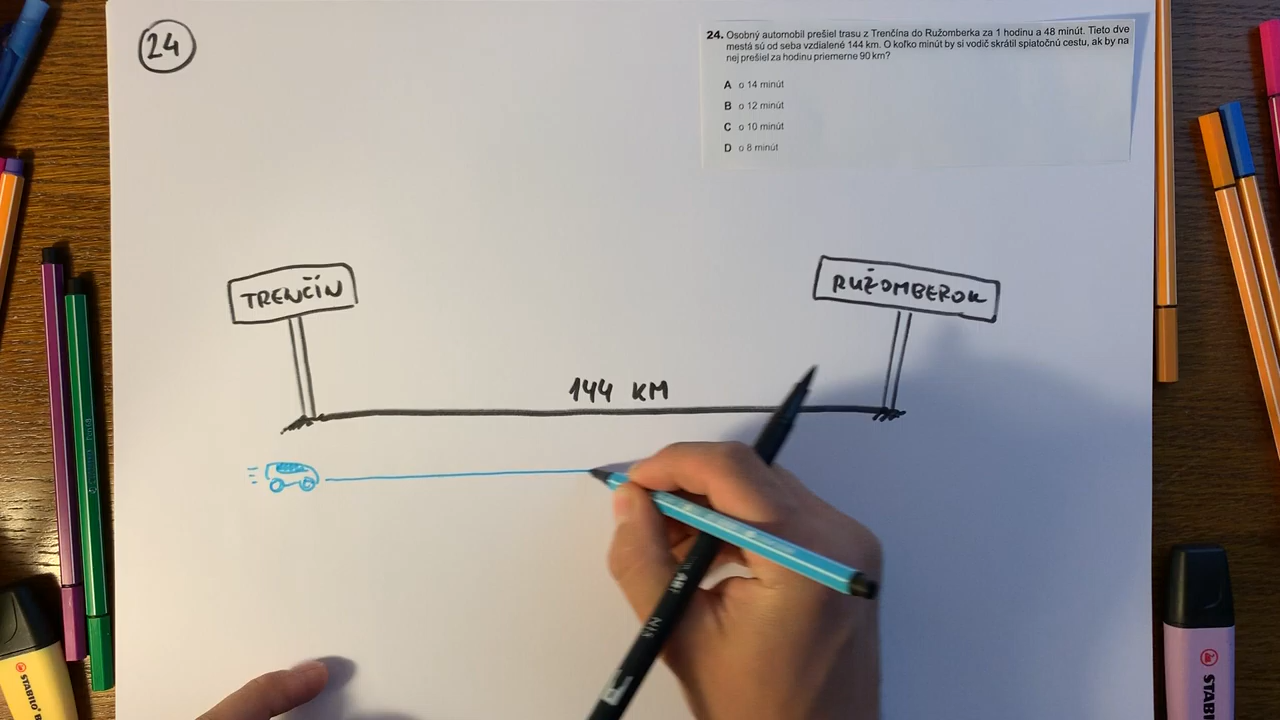 24
24. Osobný automobil prešiel trasu z Trenčína do Ružomberka za 1 hodinu a 48 minút. Tieto dve
mestá sú od seba vzdialené 144 km. O koľko minút by si vodič skrátil spiatočnú cestu, ak by na
nej prešiel za hodinu priemerne 90 km?
A o 14 minút
B o 12 minút
C o 10 minút
D o 8 minút
TRENČÍN
RUŽOMBEROK
144 KM
STABILO
STABILO